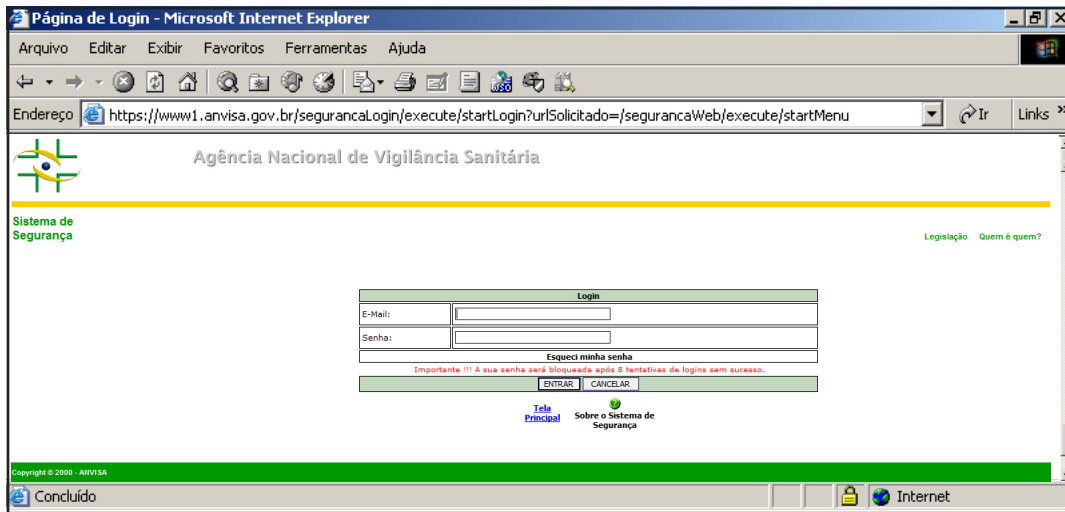 Página de Login - Microsoft Internet Explorer
Arquivo Editar Exibir Favoritos Ferramentas Ajuda
Endereço https://www1.anvisa.gov.br/segurancaLogin/execute/startLogin?urlSolicitado=/segurancaWeb/execute/startMenu Ir Links »
Agência Nacional de Vigilância Sanitária
Sistema de
Segurança
Legislação Quem é quem?
Login
E-Mail:
Senha:
Esqueci minha senha
Importante !!! A sua senha será bloqueada após 8 tentativas de logins sem sucesso.
ENTRAR CANCELAR
Tela
Principal
Sobre o Sistema de
Segurança
Copyright © 2000 - ANVISA
Concluído Internet